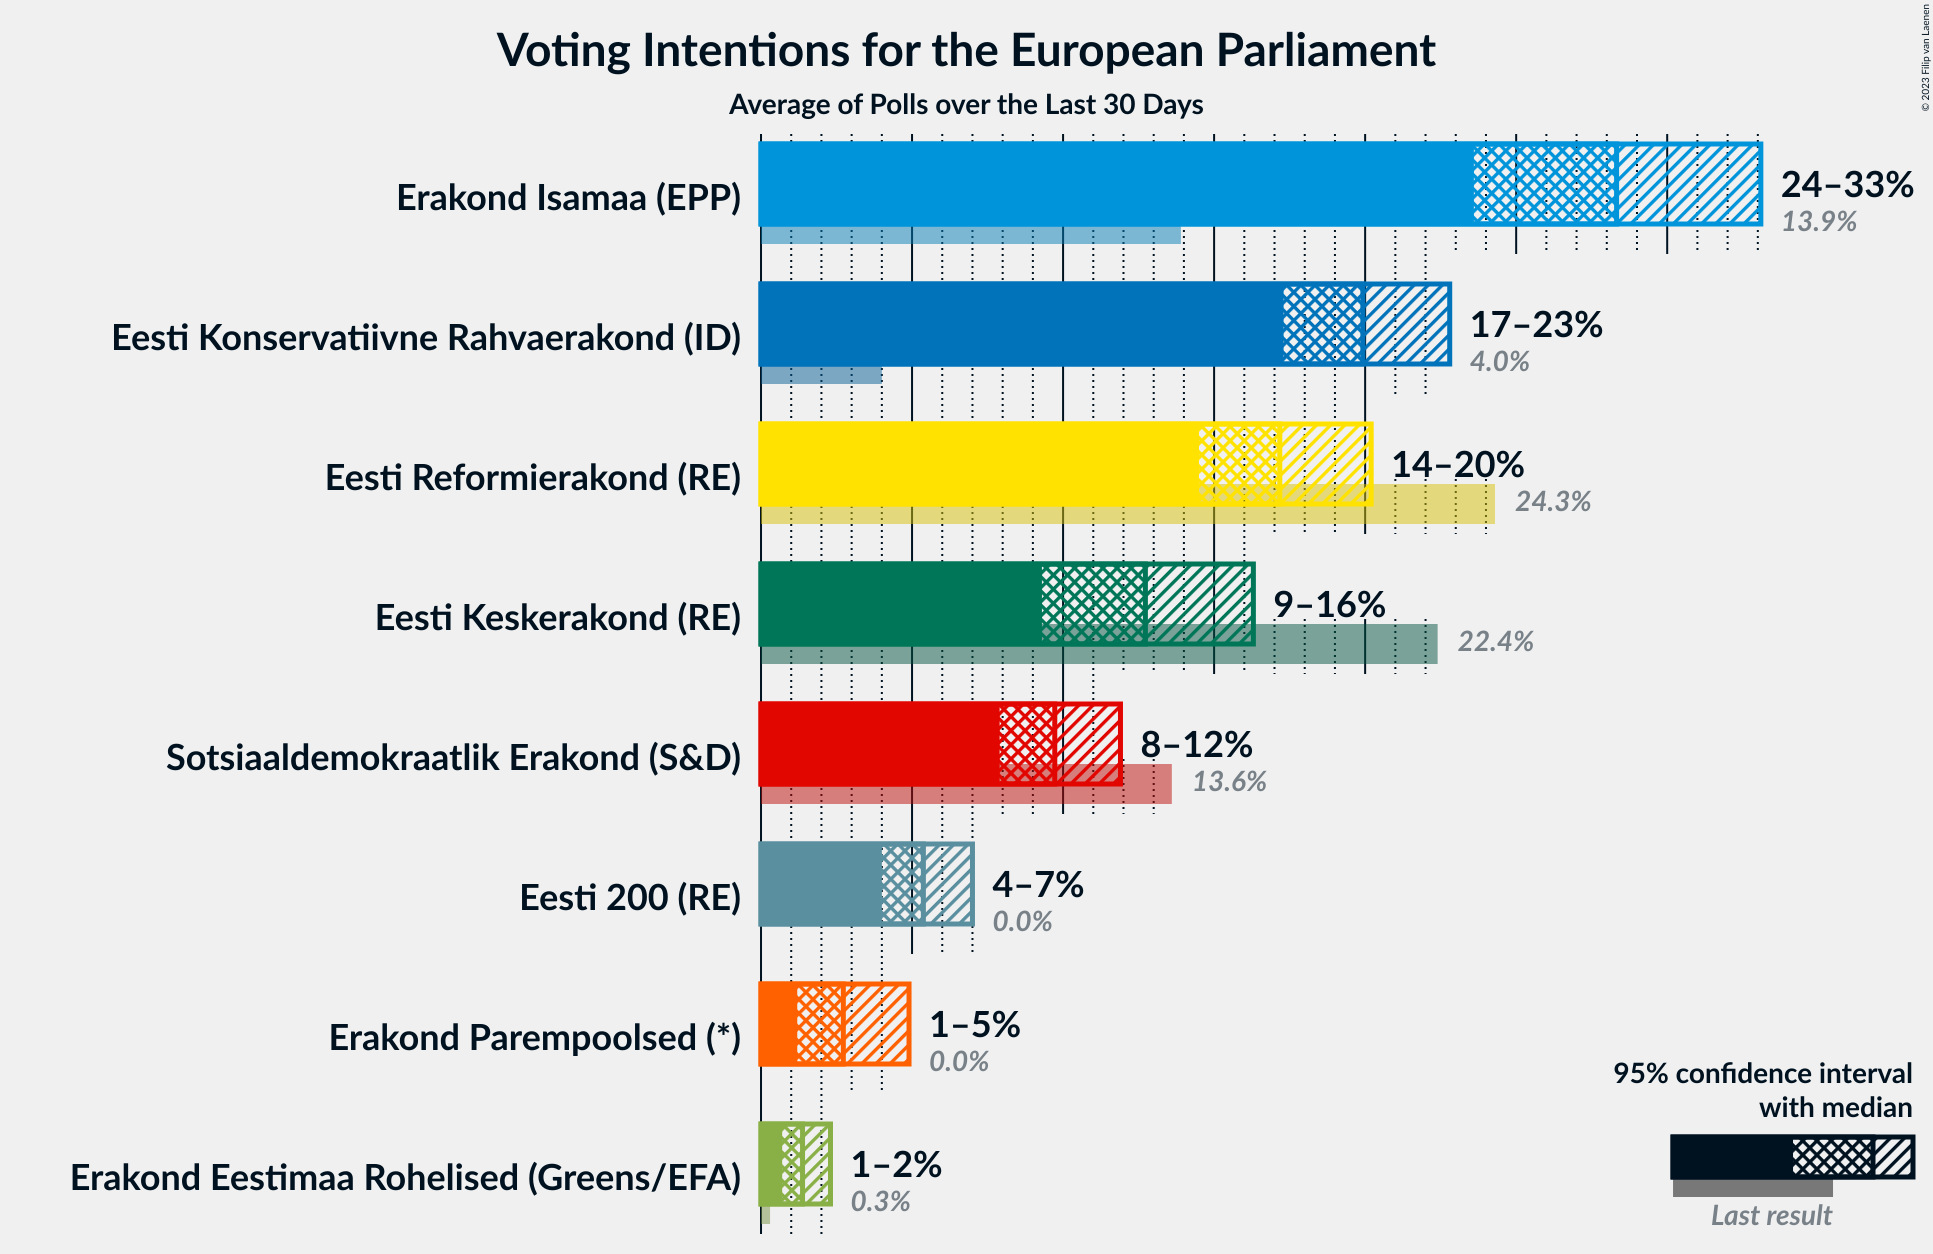 Voting Intentions for the European Parliament
Average of Polls over the Last 30 Days
© 2023 Filip van Laenen
Erakond Isamaa (EPP)
24–33%
13.9%
Eesti Konservatiivne Rahvaerakond (ID)
17–23%
4.0%
Eesti Reformierakond (RE)
14–20%
24.3%
Eesti Keskerakond (RE)
9–16%
22.4%
Sotsiaaldemokraatlik Erakond (S&D)
8–12%
13.6%
Eesti 200 (RE)
4–7%
0.0%
Erakond Parempoolsed (*)
1–5%
0.0%
Erakond Eestimaa Rohelised (Greens/EFA)
1–2%
0.3%
95% confidence interval
with median
Last result